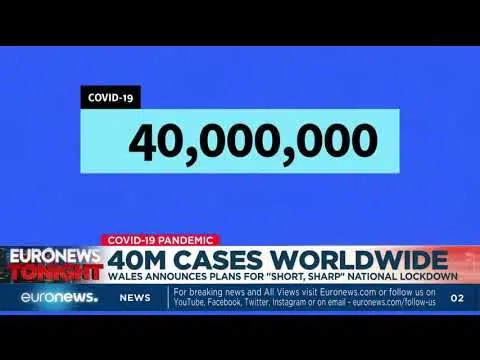 COVID-19
40,000,000
COVID-19 PANDEMIC
EURONEWS
TONIGHT
40M CASES WORLDWIDE
WALES ANNOUNCES PLANS FOR "SHORT, SHARP" NATIONAL LOCKDOWN
euronews.
NEWS
For breaking news and All Views visit Euronews.com or follow us on
YouTube, Facebook, Twitter, Instagram or on email - euronews.com/follow-us
02